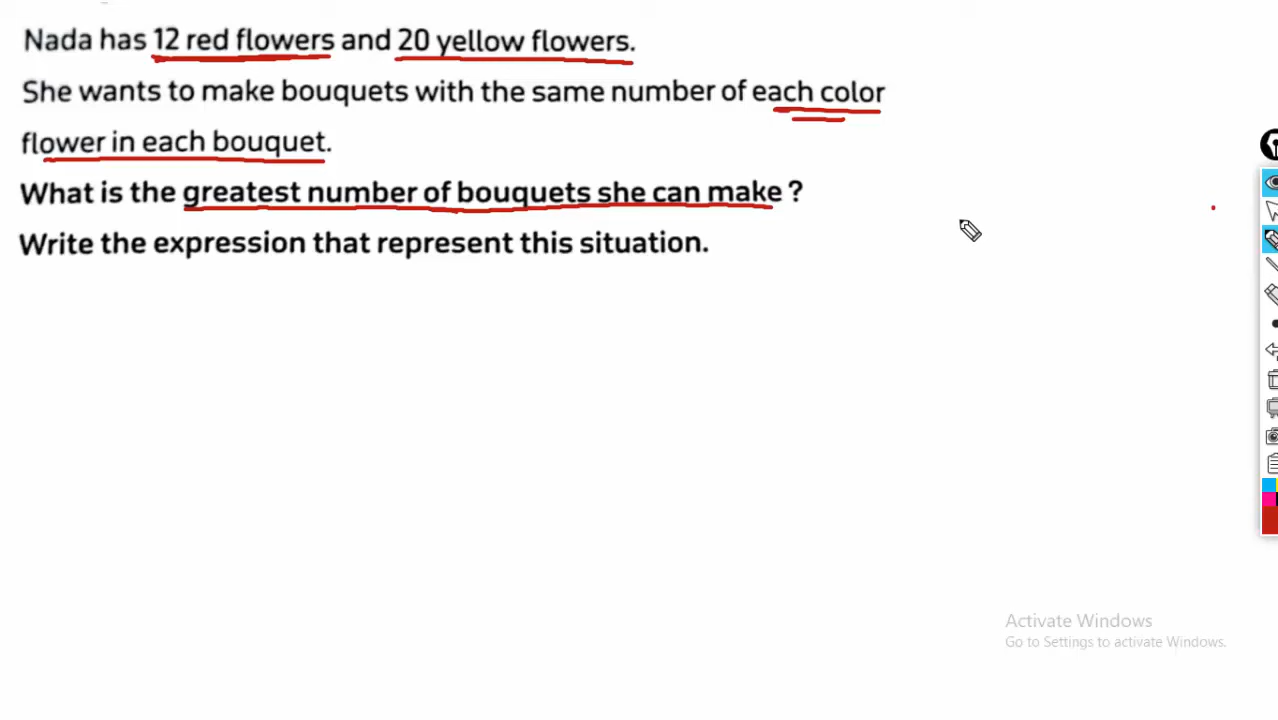 Nada has 12 red flowers and 20 yellow flowers.
She wants to make bouquets with the same number of each color
flower in each bouquet.
What is the greatest number of bouquets she can make ?
Write the expression that represent this situation.
Activate Windows
Go to Settings to activate Windows.